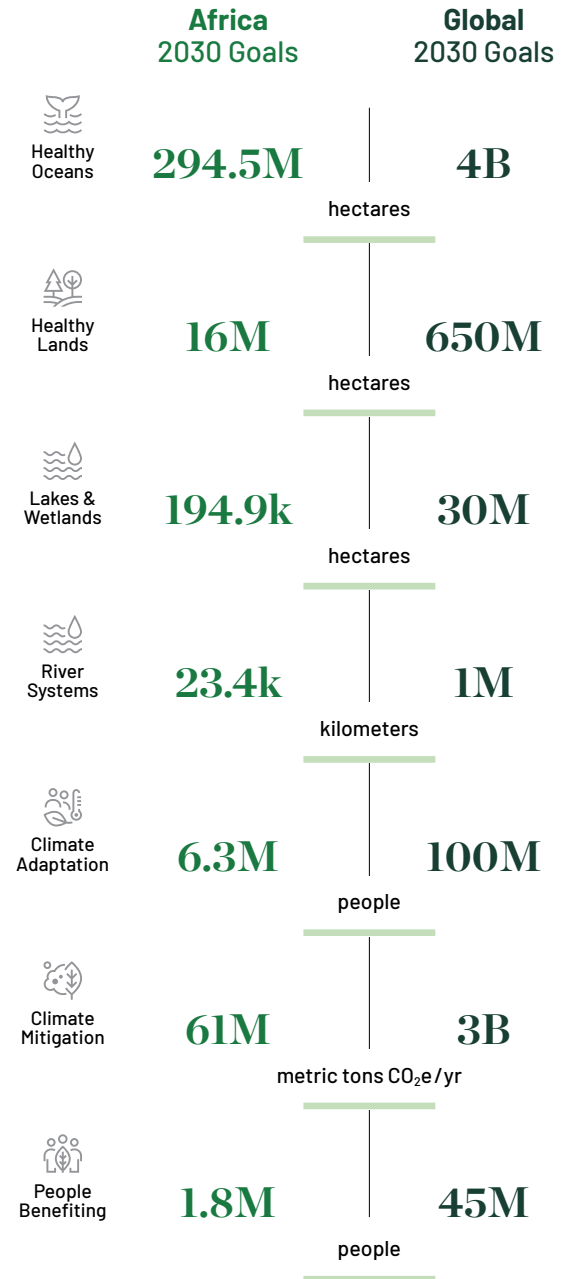 Africa
2030 Goals
Global
2030 Goals
Healthy
Oceans
294.5M
4B
hectares
Healthy
Lands
16M
650M
hectares
Lakes &
Wetlands
194.9k
30M
hectares
River
Systems
23.4k
1M
kilometers
Climate
Adaptation
6.3M
100M
people
Climate
Mitigation
61M
3B
metric tons CO₂e/yr
People
Benefiting
1.8M
45M
people